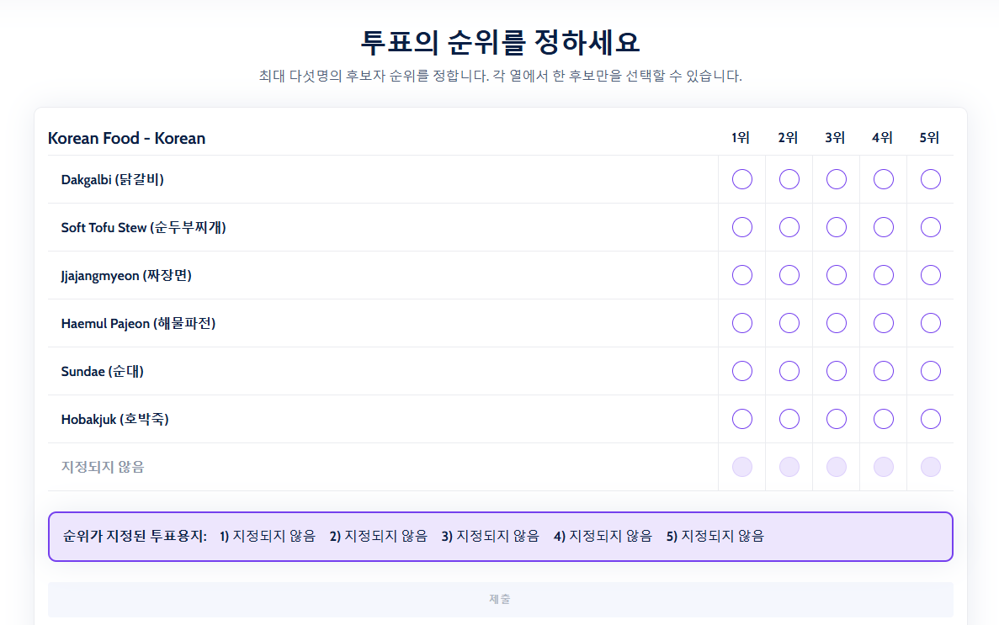 투표의 순위를 정하세요
최대 다섯명의 후보자 순위를 정합니다. 각 열에서 한 후보만을 선택할 수 있습니다.
Korean Food - Korean 1위 2위 3위 4위 5위
Dakgalbi (닭갈비)
Soft Tofu Stew (순두부찌개)
Jjajangmyeon (짜장면)
Haemul Pajeon (해물파전)
Sundae (순대)
Hobakjuk (호박죽)
지정되지 않음
순위가 지정된 투표용지: 1) 지정되지 않음 2) 지정되지 않음 3) 지정되지 않음 4) 지정되지 않음 5) 지정되지 않음
제출